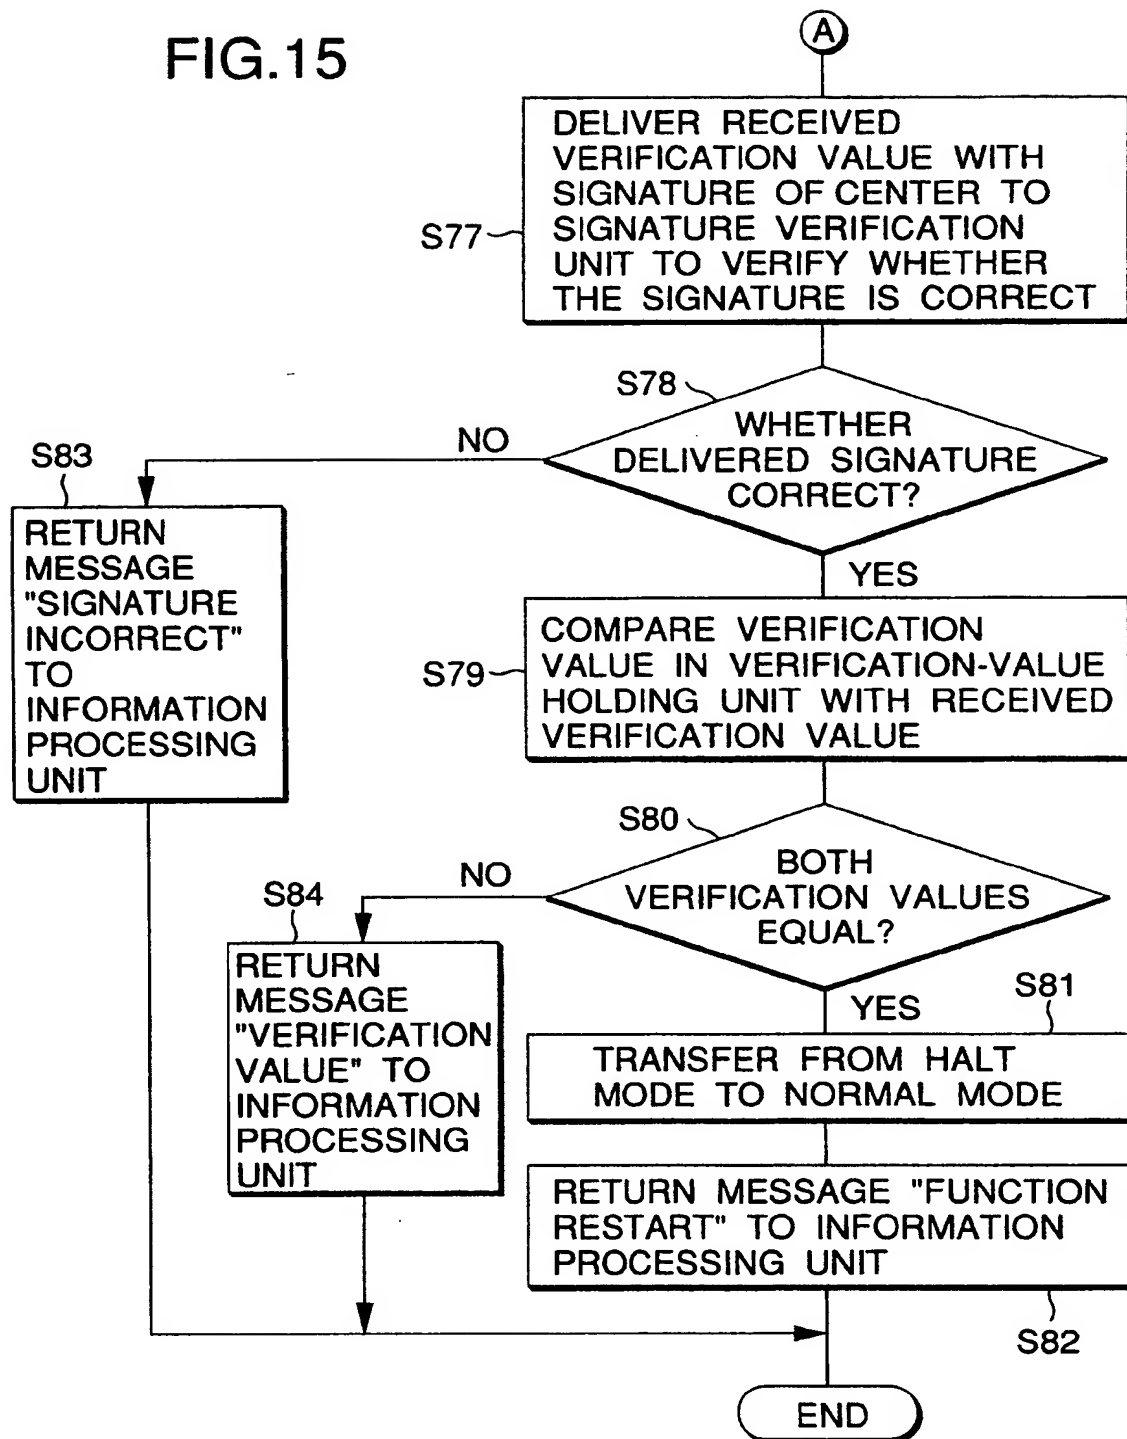 FIG.15
A
DELIVER RECEIVED
VERIFICATION VALUE WITH
SIGNATURE OF CENTER TO
SIGNATURE VERIFICATION
UNIT TO VERIFY WHETHER
THE SIGNATURE IS CORRECT
S77
S78
WHETHER
DELIVERED SIGNATURE
CORRECT?
NO
YES
S83
RETURN
MESSAGE
"SIGNATURE
INCORRECT"
TO
INFORMATION
PROCESSING
UNIT
S79
COMPARE VERIFICATION
VALUE IN VERIFICATION-VALUE
HOLDING UNIT WITH RECEIVED
VERIFICATION VALUE
S80
BOTH
VERIFICATION VALUES
EQUAL?
NO
YES
S84
RETURN
MESSAGE
"VERIFICATION
VALUE" TO
INFORMATION
PROCESSING
UNIT
S81
TRANSFER FROM HALT
MODE TO NORMAL MODE
RETURN MESSAGE "FUNCTION
RESTART" TO INFORMATION
PROCESSING UNIT
S82
END